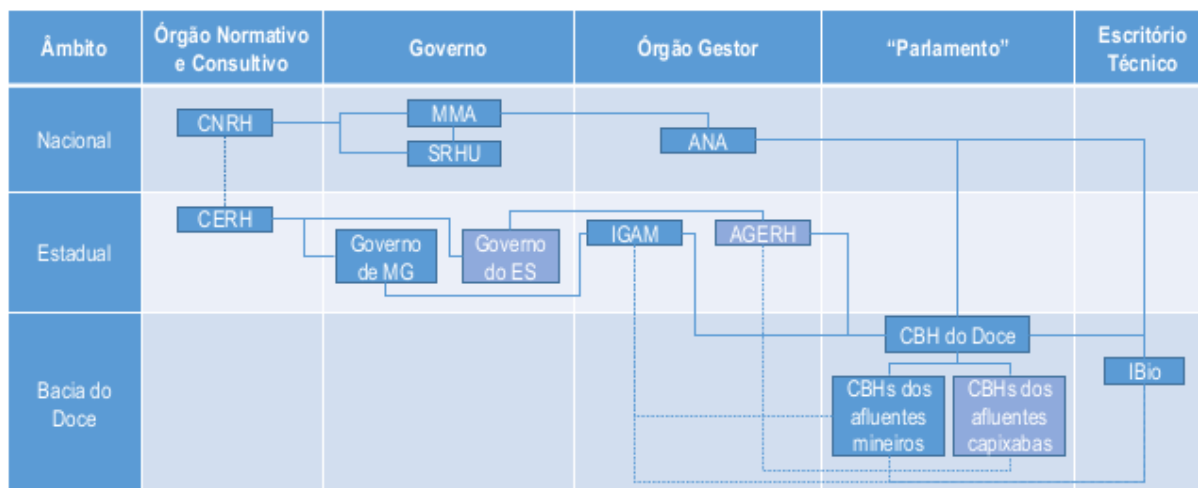 Âmbito
Órgão Normativo
e Consultivo
Governo
Órgão Gestor
“Parlamento”
Escritório
Técnico
Nacional
CNRH
MMA
SRHU
ANA
Estadual
CERH
Governo
de MG
Governo
do ES
IGAM
AGERH
Bacia do
Doce
CBH do Doce
CBHs dos
afluentes
mineiros
CBHs dos
afluentes
capixabas
IBio